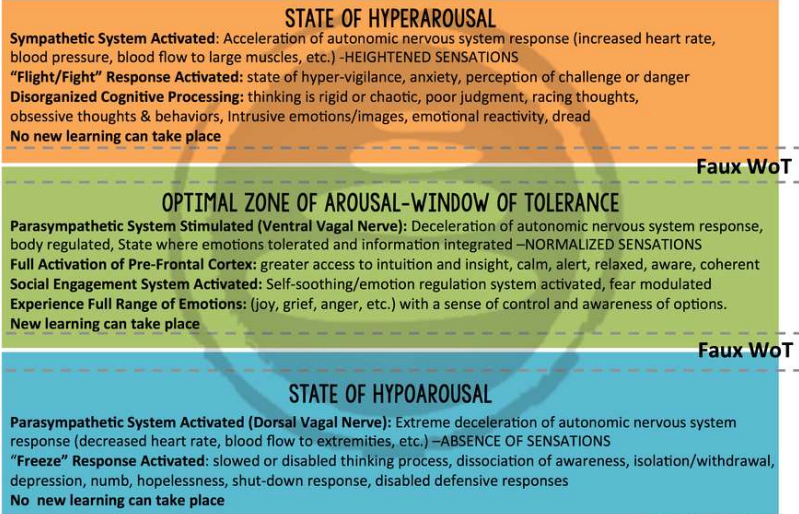 STATE OF HYPERAROUSAL
Sympathetic System Activated: Acceleration of autonomic nervous system response (increased heart rate,
blood pressure, blood flow to large muscles, etc.) -HEIGHTENED SENSATIONS
“Flight/Fight” Response Activated: state of hyper-vigilance, anxiety, perception of challenge or danger
Disorganized Cognitive Processing: thinking is rigid or chaotic, poor judgment, racing thoughts,
obsessive thoughts & behaviors, Intrusive emotions/images, emotional reactivity, dread
No new learning can take place
Faux WoT
OPTIMAL ZONE OF AROUSAL-WINDOW OF TOLERANCE
Parasympathetic System Stimulated (Ventral Vagal Nerve): Deceleration of autonomic nervous system response,
body regulated, State where emotions tolerated and information integrated –NORMALIZED SENSATIONS
Full Activation of Pre-Frontal Cortex: greater access to intuition and insight, calm, alert, relaxed, aware, coherent
Social Engagement System Activated: Self-soothing/emotion regulation system activated, fear modulated
Experience Full Range of Emotions: (joy, grief, anger, etc.) with a sense of control and awareness of options.
New learning can take place
Faux WoT
STATE OF HYPOAROUSAL
Parasympathetic System Activated (Dorsal Vagal Nerve): Extreme deceleration of autonomic nervous system
response (decreased heart rate, blood flow to extremities, etc.) –ABSENCE OF SENSATIONS
“Freeze” Response Activated: slowed or disabled thinking process, dissociation of awareness, isolation/withdrawal,
depression, numb, hopelessness, shut-down response, disabled defensive responses
No new learning can take place